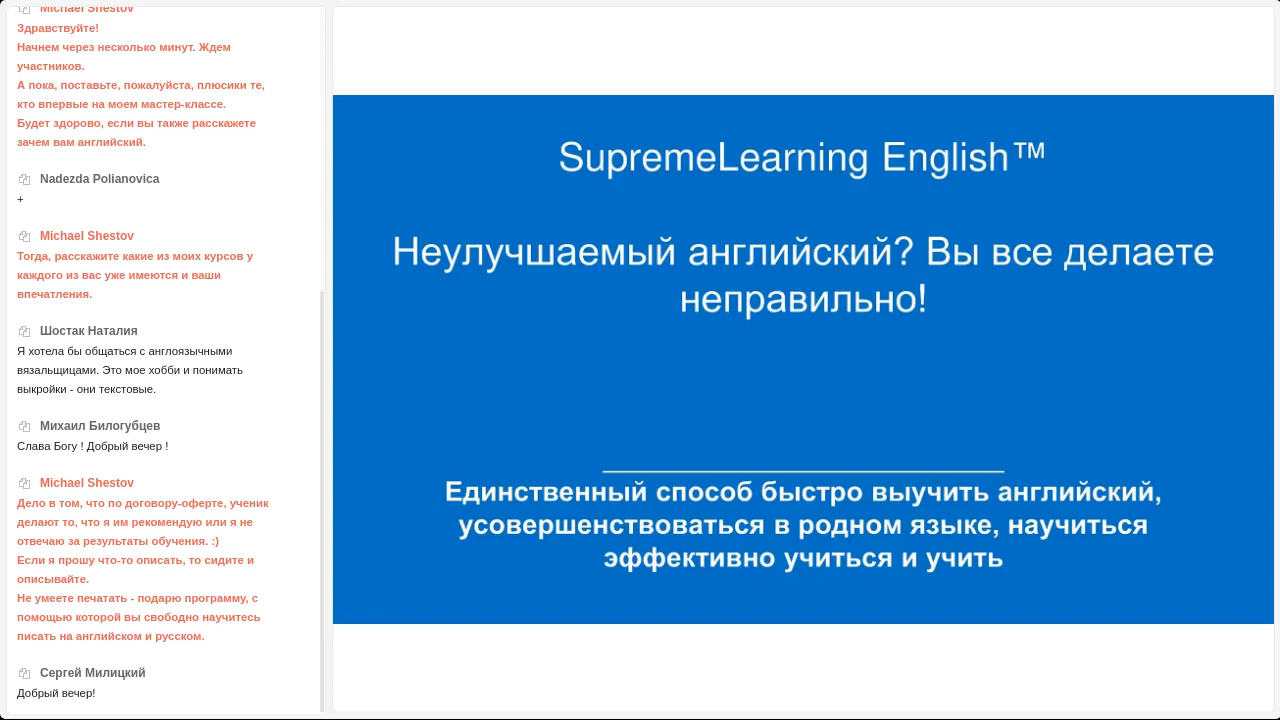 Michael Shestov
Здравствуйте!
Начнем через несколько минут. Ждем
участников.
А пока, поставьте, пожалуйста, плюсики те,
кто впервые на моем мастер-классе.
Будет здорово, если вы также расскажете
зачем вам английский.
Nadezda Polianovica
+
Michael Shestov
Тогда, расскажите какие из моих курсов у
каждого из вас уже имеются и ваши
впечатления.
Шостак Наталия
Я хотела бы общаться с англоязычными
вязальщицами. Это мое хобби и понимать
выкройки - они текстовые.
Михаил Билогубцев
Слава Богу ! Добрый вечер !
Michael Shestov
Дело в том, что по договору-оферте, ученик
делают то, что я им рекомендую или я не
отвечаю за результаты обучения. :)
Если я прошу что-то описать, то сидите и
описывайте.
Не умеете печатать - подарю программу, с
помощью которой вы свободно научитесь
писать на английском и русском.
Сергей Милицкий
Добрый вечер!
SupremeLearning English™
Неулучшаемый английский? Вы все делаете
неправильно!
Единственный способ быстро выучить английский,
усовершенствоваться в родном языке, научиться
эффективно учиться и учить